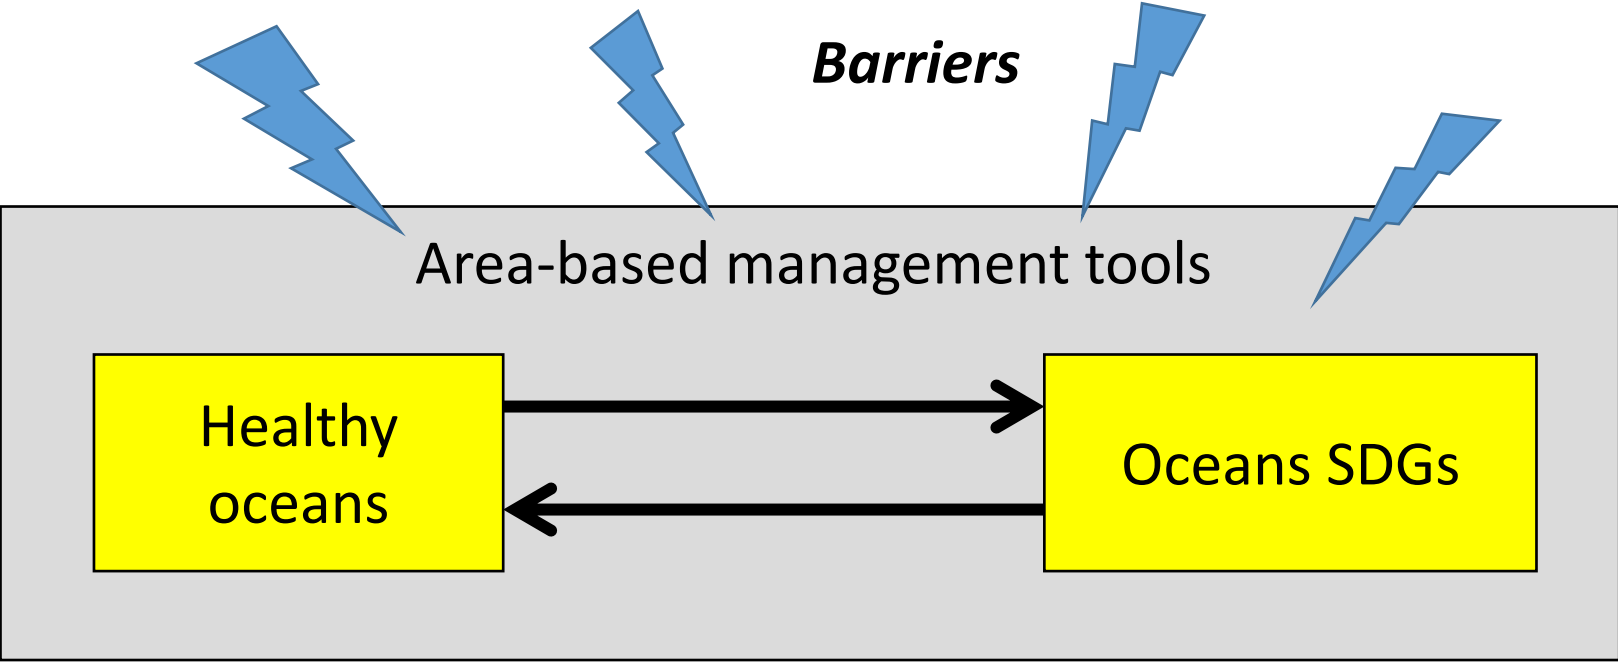 Barriers
Area-based management tools
Healthy
oceans
Oceans SDGs